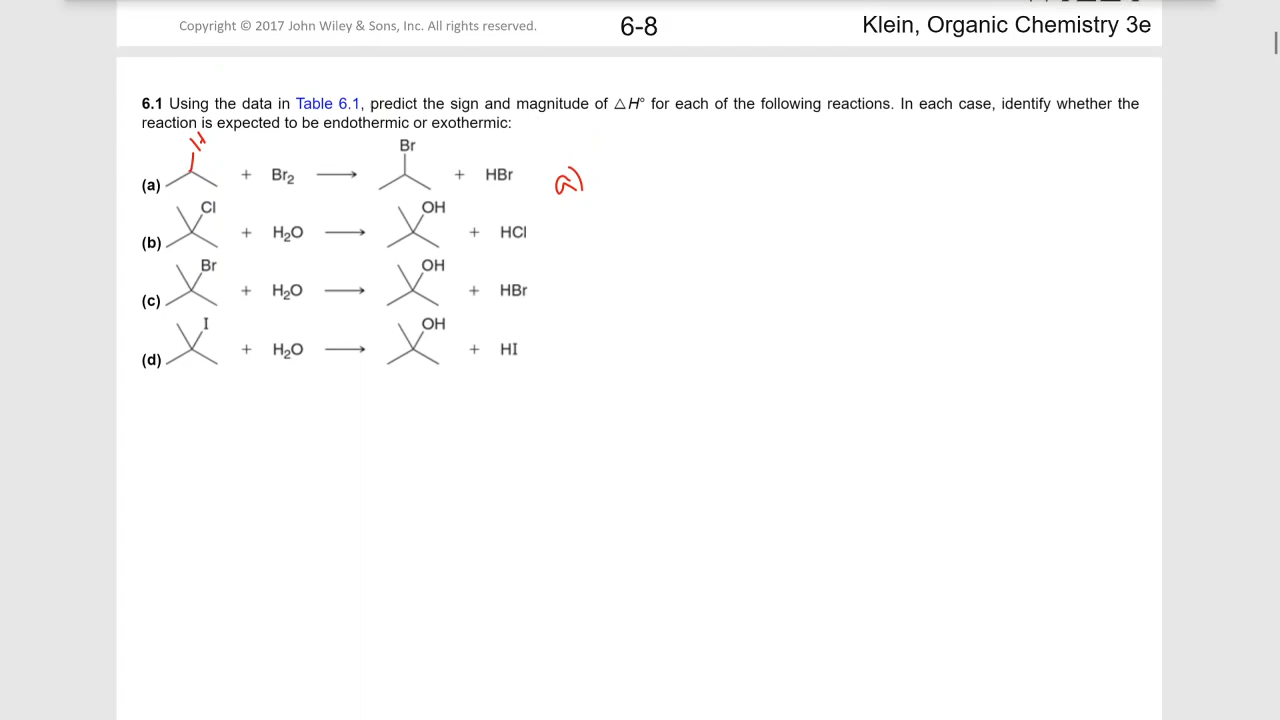 Copyright © 2017 John Wiley & Sons, Inc. All rights reserved. 6-8 Klein, Organic Chemistry 3e
6.1 Using the data in Table 6.1, predict the sign and magnitude of △H° for each of the following reactions. In each case, identify whether the
reaction is expected to be endothermic or exothermic:
H
Br
(a) + Br₂ ⟶ + HBr a)
Cl OH
(b) + H₂O ⟶ + HCl
Br OH
(c) + H₂O ⟶ + HBr
I OH
(d) + H₂O ⟶ + HI